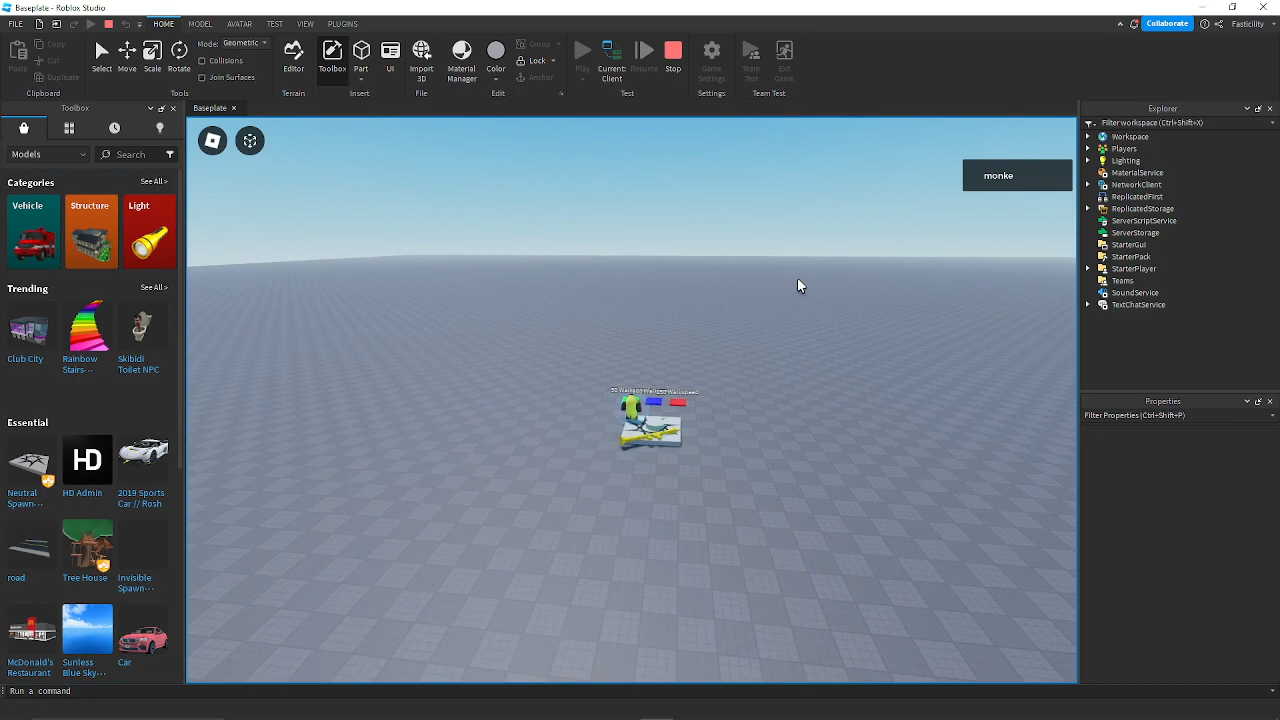 Baseplate - Roblox Studio
FILE HOME MODEL AVATAR TEST VIEW PLUGINS Collaborate Fasticility
Paste Copy Cut Duplicate Select Move Scale Rotate Mode: Geometric Collisions Join Surfaces Editor Toolbox Part UI Import 3D Material Manager Color Group Lock Anchor Play Current: Client Resume Stop Game Settings Team Test Exit Game
Clipboard Tools Terrain Insert File Edit Test Settings Team Test
Toolbox Baseplate Explorer
Filter workspace (Ctrl+Shift+X)
Models Search
Categories See All >
Vehicle Structure Light
Trending See All >
Club City Rainbow Stairs··· Skibidi Toilet NPC
Essential
Neutral Spawn··· HD Admin 2019 Sports Car // Rosh
road Tree House Invisible Spawn···
McDonald's Restaurant Sunless Blue Sky··· Car
monke
Workspace
Players
Lighting
MaterialService
NetworkClient
ReplicatedFirst
ReplicatedStorage
ServerScriptService
ServerStorage
StarterGui
StarterPack
StarterPlayer
Teams
SoundService
TextChatService
Properties
Filter Properties (Ctrl+Shift+P)
Run a command